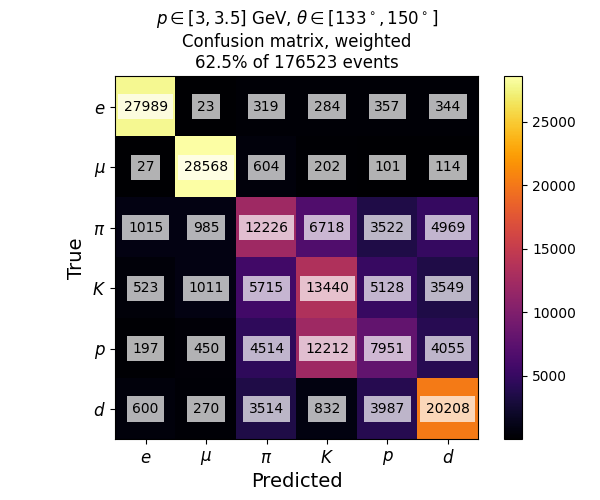 p ∈ [3, 3.5] GeV, θ ∈ [133°, 150°]
Confusion matrix, weighted
62.5% of 176523 events
True
e 27989 23 319 284 357 344
μ 27 28568 604 202 101 114
π 1015 985 12226 6718 3522 4969
K 523 1011 5715 13440 5128 3549
p 197 450 4514 12212 7951 4055
d 600 270 3514 832 3987 20208
e μ π K p d
Predicted
25000
20000
15000
10000
5000